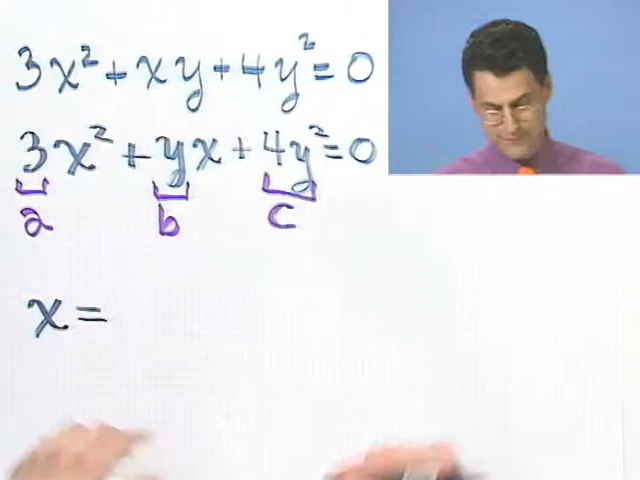 3x² + xy + 4y² = 0
3x² + yx + 4y² = 0
a b c
x =